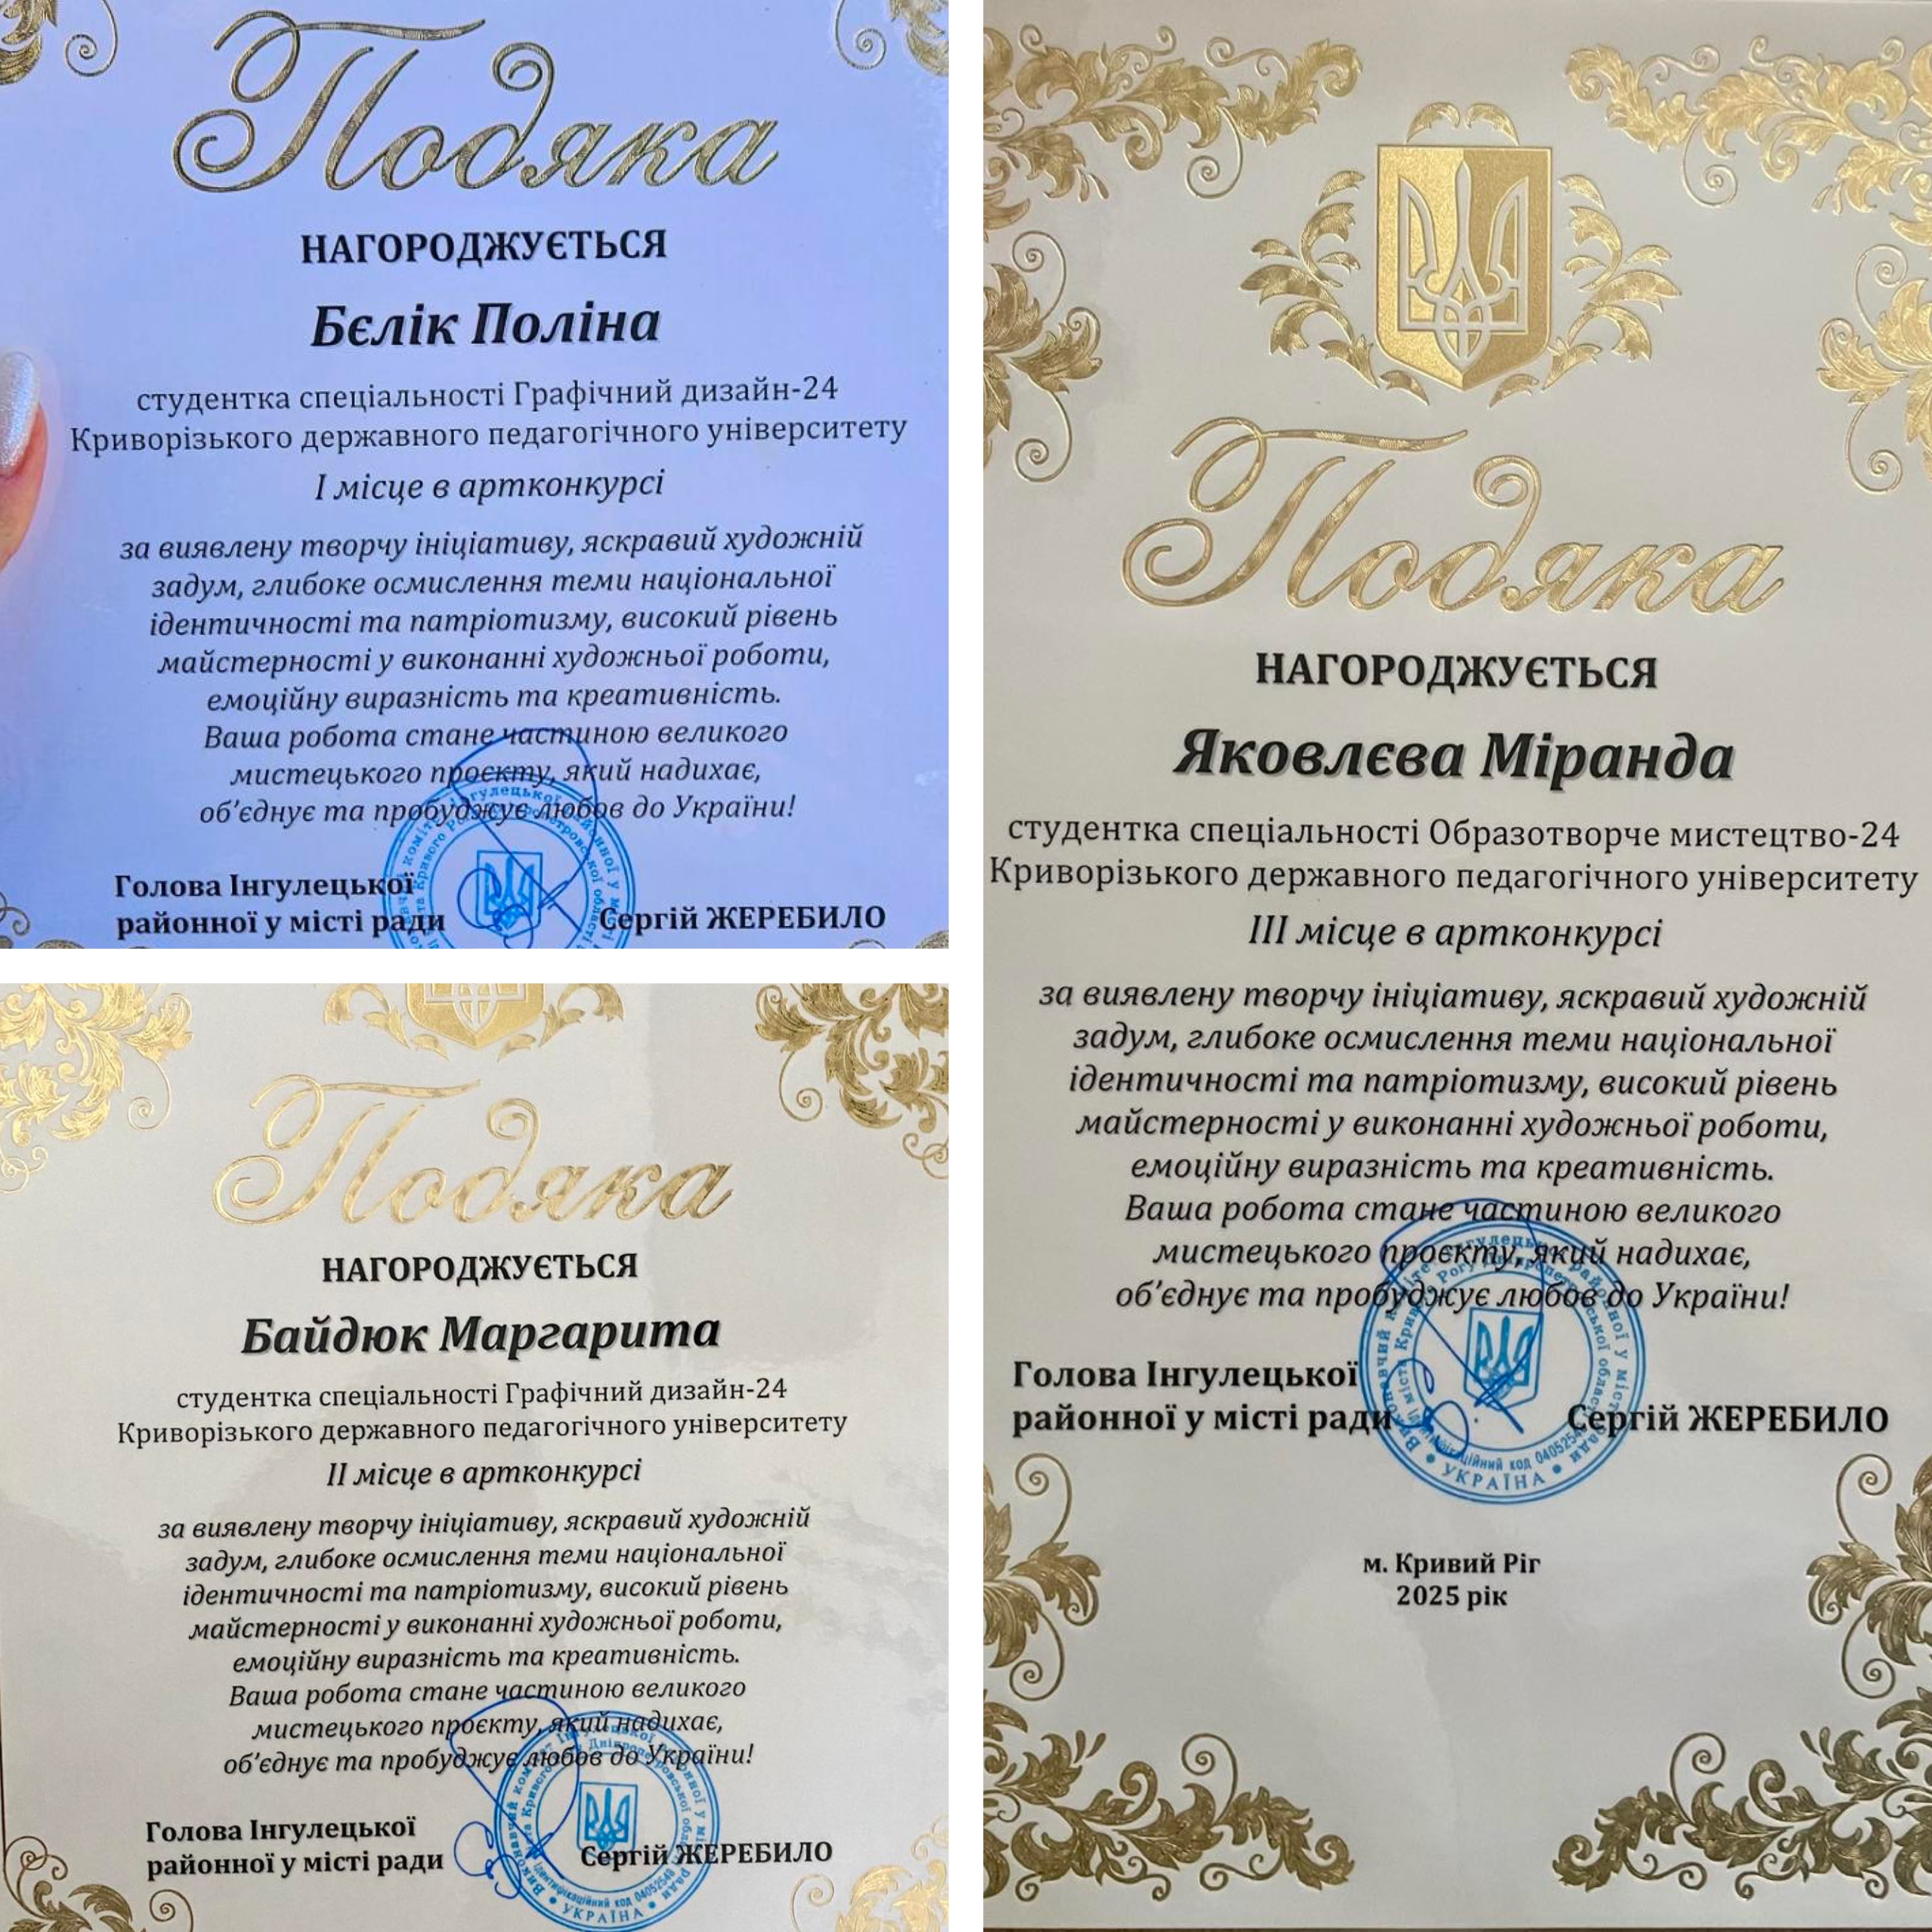 Подяка
НАГОРОДЖУЄТЬСЯ
Бєлік Поліна
студентка спеціальності Графічний дизайн-24
Криворізького державного педагогічного університету
І місце в артконкурсі
за виявлену творчу ініціативу, яскравий художній
задум, глибоке осмислення теми національної
ідентичності та патріотизму, високий рівень
майстерності у виконанні художньої роботи,
емоційну виразність та креативність.
Ваша робота стане частиною великого
мистецького проєкту, який надихає,
об’єднує та пробуджує любов до України!
Голова Інгулецької
районної у місті ради
Сергій ЖЕРЕБИЛО
Подяка
НАГОРОДЖУЄТЬСЯ
Байдюк Маргарита
студентка спеціальності Графічний дизайн-24
Криворізького державного педагогічного університету
ІІ місце в артконкурсі
за виявлену творчу ініціативу, яскравий художній
задум, глибоке осмислення теми національної
ідентичності та патріотизму, високий рівень
майстерності у виконанні художньої роботи,
емоційну виразність та креативність.
Ваша робота стане частиною великого
мистецького проєкту, який надихає,
об’єднує та пробуджує любов до України!
Голова Інгулецької
районної у місті ради
Сергій ЖЕРЕБИЛО
УКРАЇНА
Подяка
НАГОРОДЖУЄТЬСЯ
Яковлєва Міранда
студентка спеціальності Образотворче мистецтво-24
Криворізького державного педагогічного університету
ІІІ місце в артконкурсі
за виявлену творчу ініціативу, яскравий художній
задум, глибоке осмислення теми національної
ідентичності та патріотизму, високий рівень
майстерності у виконанні художньої роботи,
емоційну виразність та креативність.
Ваша робота стане частиною великого
мистецького проєкту, який надихає,
об’єднує та пробуджує любов до України!
Голова Інгулецької
районної у місті ради
Сергій ЖЕРЕБИЛО
УКРАЇНА
м. Кривий Ріг
2025 рік